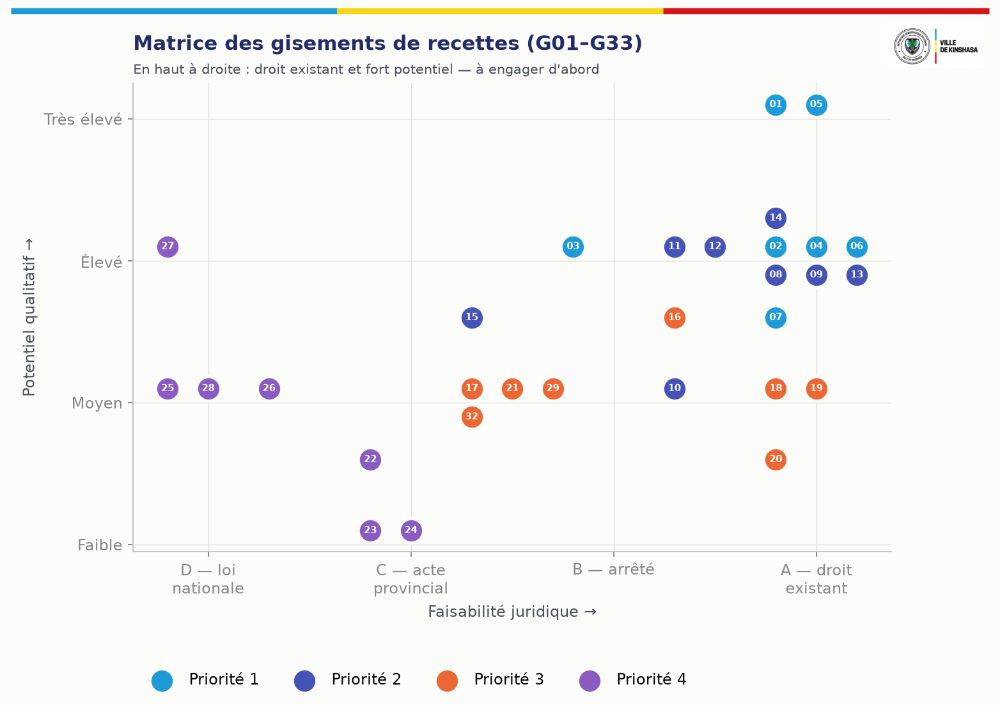 Matrice des gisements de recettes (G01–G33)
En haut à droite : droit existant et fort potentiel — à engager d'abord
VILLE
DE KINSHASA
Potentiel qualitatif →
Très élevé
Élevé
Moyen
Faible
01 05
14
27 03 11 12 02 04 06
08 09 13
15 16 07
25 28 26 17 21 29 10 18 19
32
22 20
23 24
D — loi
nationale
C — acte
provincial
B — arrêté
A — droit
existant
Faisabilité juridique →
Priorité 1
Priorité 2
Priorité 3
Priorité 4